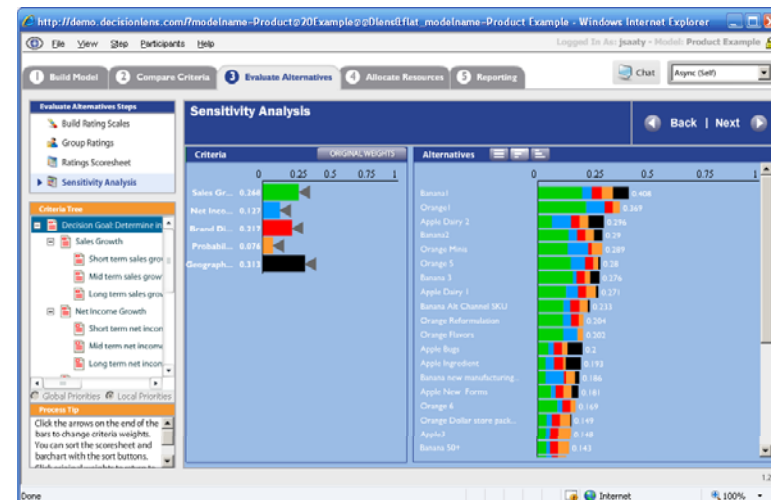 http://demo.decisionlens.com/?modelname=Product%20Example@@Dlens&flat_modelname=Product Example - Windows Internet Explorer
File View Step Participants Help
Logged In As: jsaaty - Model: Product Example
1 Build Model
2 Compare Criteria
3 Evaluate Alternatives
4 Allocate Resources
5 Reporting
Chat
Async (Self)
Evaluate Alternatives Steps
Build Rating Scales
Group Ratings
Ratings Scoresheet
Sensitivity Analysis
Criteria Tree
Decision Goal: Determine in
Sales Growth
Short term sales grow
Mid term sales grow
Long term sales grow
Net Income Growth
Short term net incom
Mid term net income
Long term net incon
Global Priorities Local Priorities
Process Tip
Click the arrows on the end of the
bars to change criteria weights.
You can sort the scoresheet and
barchart with the sort buttons.
Sensitivity Analysis
Back | Next
Criteria
ORIGINAL WEIGHTS
0 0.25 0.5 0.75 1
Sales Gr... 0.268
Net Inco... 0.127
Brand Di... 0.217
Probabil... 0.076
Geograph... 0.313
Alternatives
0 0.25 0.5 0.75 1
Banana1 0.408
Orange1 0.369
Apple Dairy 2 0.296
Banana2 0.29
Orange Minis 0.289
Orange 5 0.28
Banana 3 0.276
Apple Dairy 1 0.271
Banana Alt Channel SKU 0.233
Orange Reformulation 0.204
Orange Flavors 0.202
Apple Bugs 0.2
Apple Ingredient 0.193
Banana new manufacturing... 0.186
Apple New Forms 0.181
Orange 6 0.169
Orange Dollar store pack... 0.149
Apple3 0.148
Banana 50+ 0.143
Done
Internet
100%